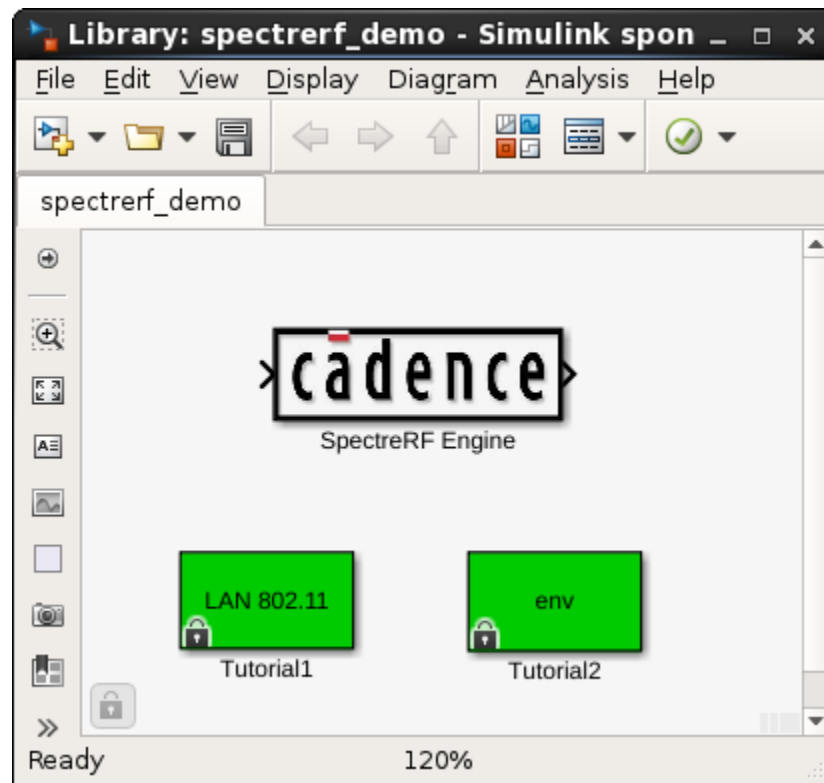 Library: spectrerf_demo - Simulink spon
File Edit View Display Diagram Analysis Help
spectrerf_demo
cadence
SpectreRF Engine
LAN 802.11
env
Tutorial1
Tutorial2
Ready 120%